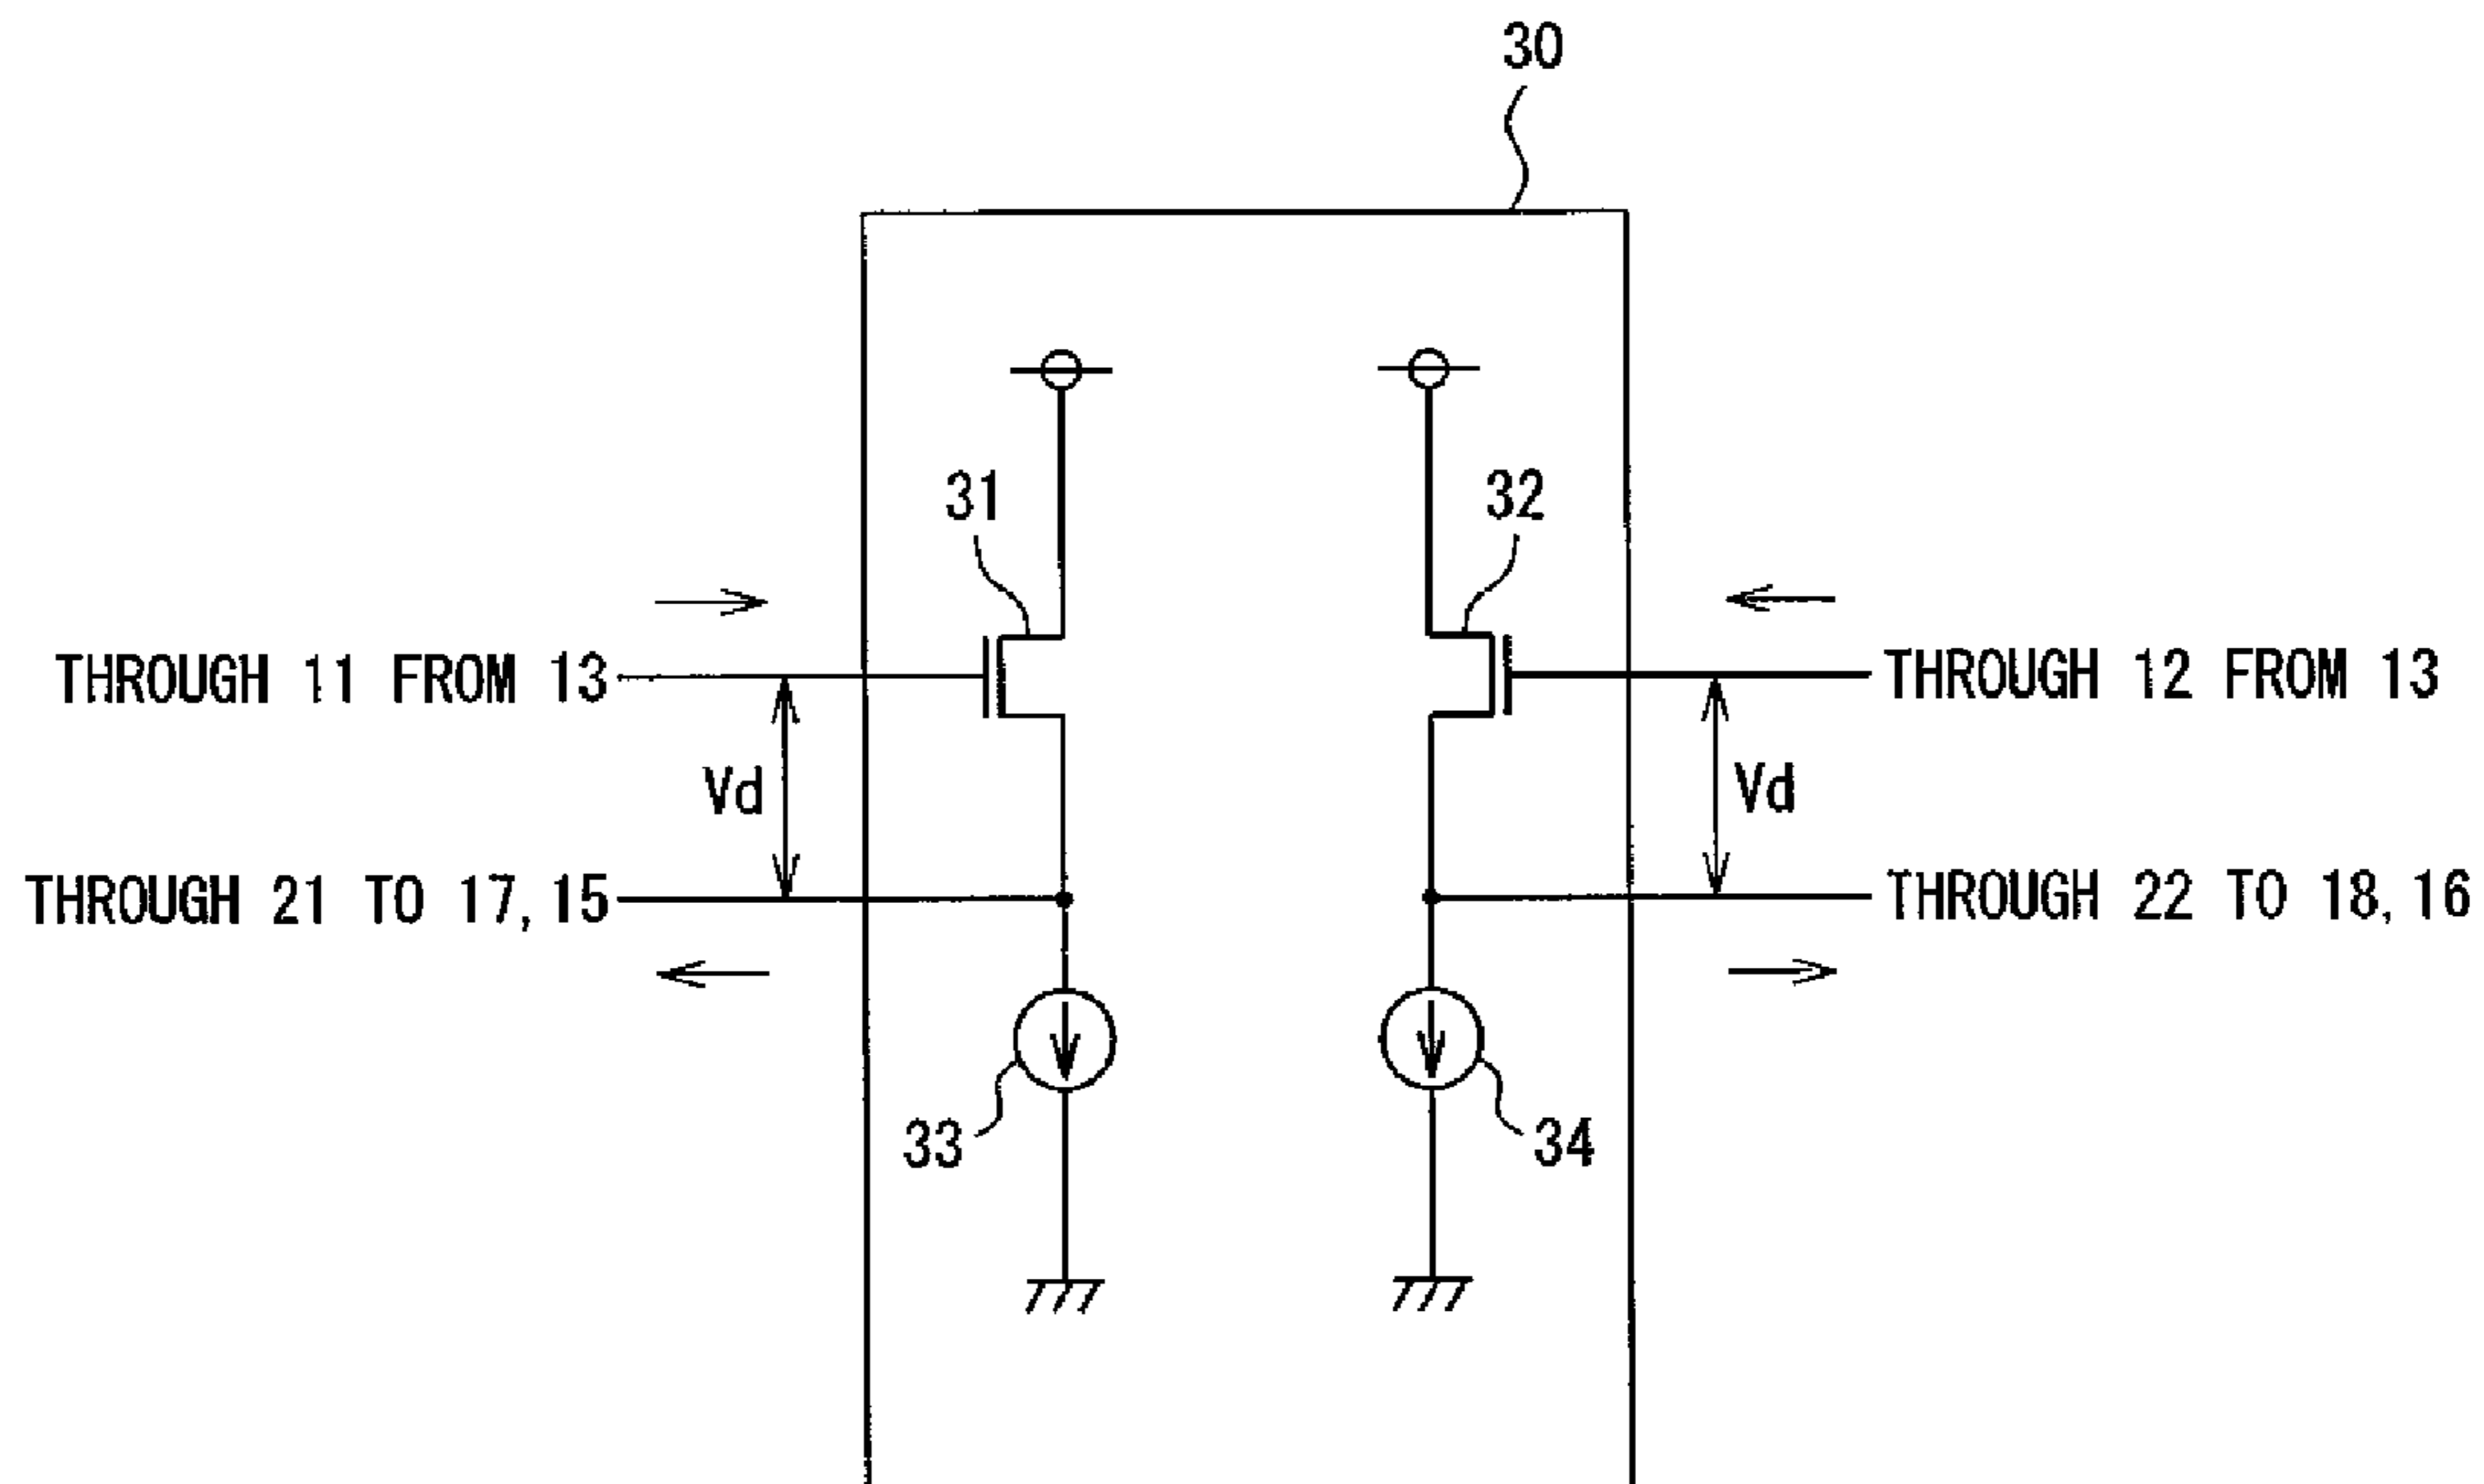 30
31
32
THROUGH 11 FROM 13
THROUGH 12 FROM 13
Vd
Vd
THROUGH 21 TO 17, 15
THROUGH 22 TO 18, 16
33
34